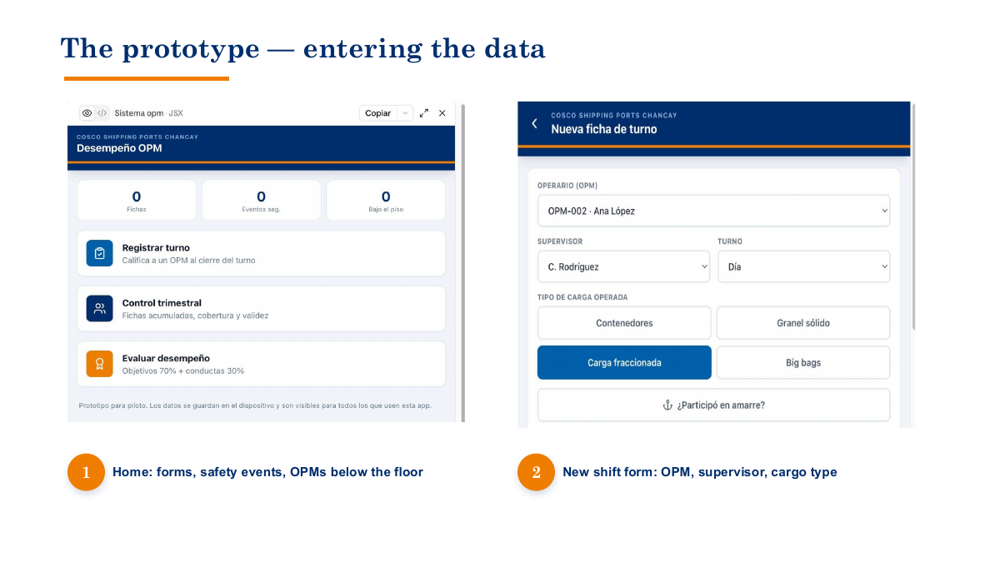 The prototype — entering the data
Sistema opm · JSX
Copiar
COSCO SHIPPING PORTS CHANCAY
Desempeño OPM
0
Fichas
0
Eventos seg.
0
Bajo el piso
Registrar turno
Califica a un OPM al cierre del turno
Control trimestral
Fichas acumuladas, cobertura y validez
Evaluar desempeño
Objetivos 70% + conductas 30%
Prototipo para piloto. Los datos se guardan en el dispositivo y son visibles para todos los que usen esta app.
1
Home: forms, safety events, OPMs below the floor
COSCO SHIPPING PORTS CHANCAY
Nueva ficha de turno
OPERARIO (OPM)
OPM-002 · Ana López
SUPERVISOR
TURNO
C. Rodríguez
Día
TIPO DE CARGA OPERADA
Contenedores
Granel sólido
Carga fraccionada
Big bags
¿Participó en amarre?
2
New shift form: OPM, supervisor, cargo type